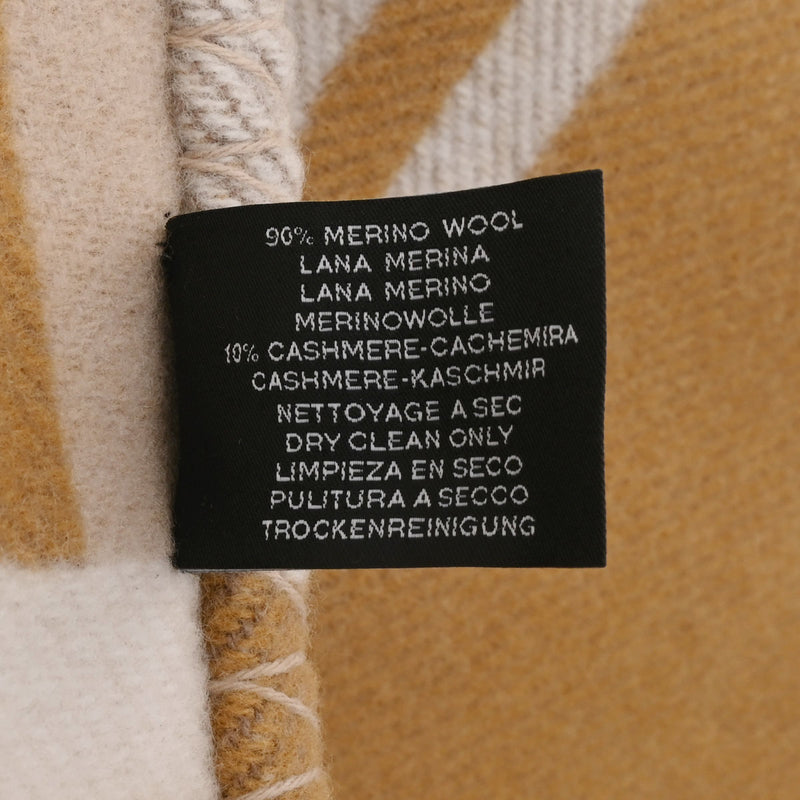 90% MERINO WOOL
LANA MERINA
LANA MERINO
MERINOWOLLE
10% CASHMERE-CACHEMIRA
CASHMERE-KASCHMIR
NETTOYAGE A SEC
DRY CLEAN ONLY
LIMPIEZA EN SECO
PULITURA A SECCO
TROCKENREINIGUNG